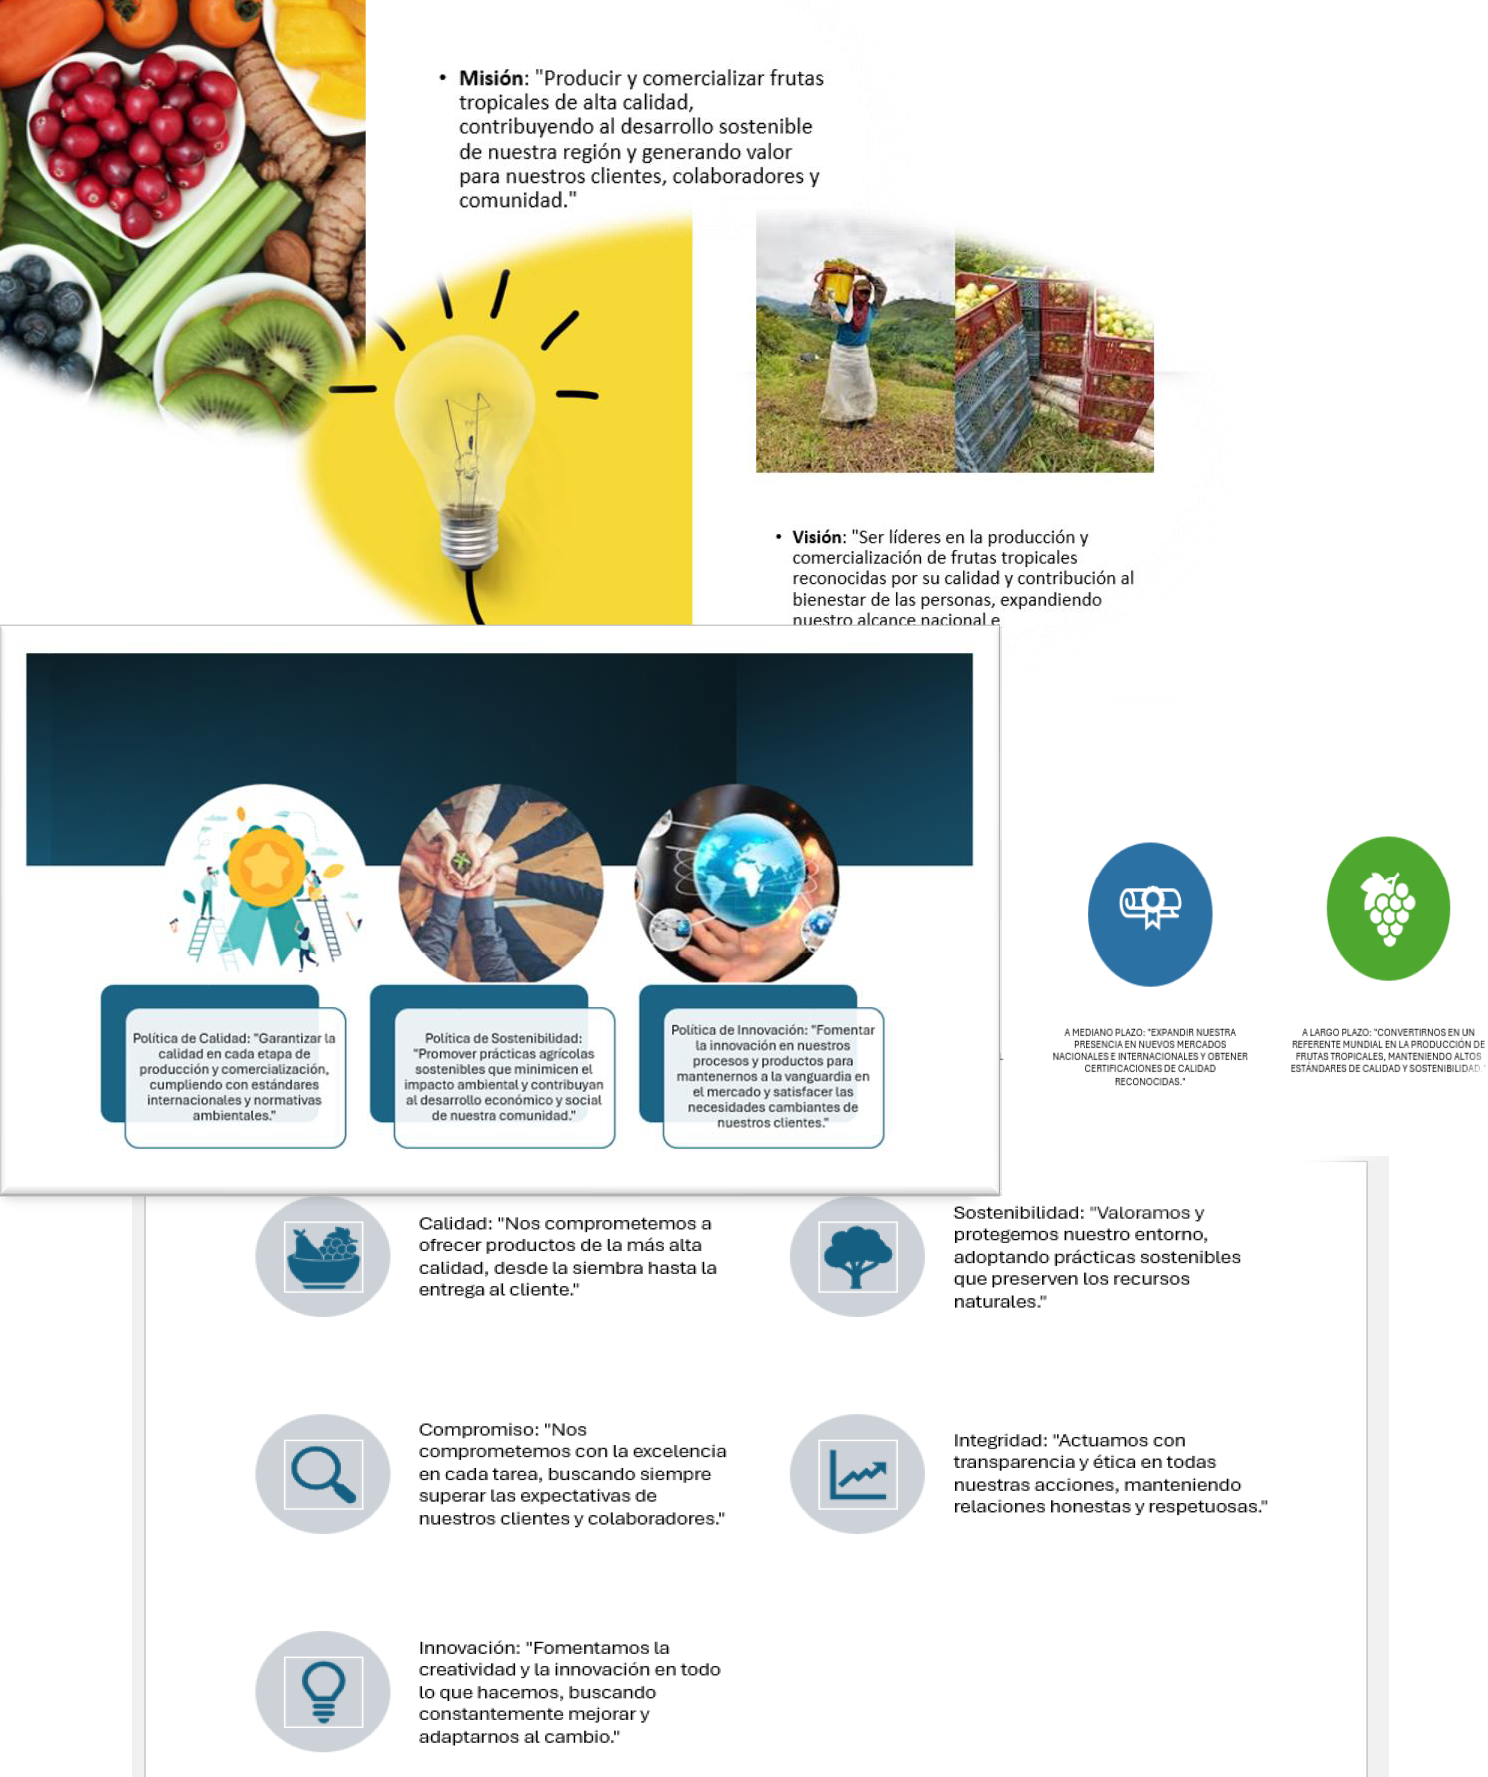 • Misión: "Producir y comercializar frutas
tropicales de alta calidad,
contribuyendo al desarrollo sostenible
de nuestra región y generando valor
para nuestros clientes, colaboradores y
comunidad."
• Visión: "Ser líderes en la producción y
comercialización de frutas tropicales
reconocidas por su calidad y contribución al
bienestar de las personas, expandiendo
nuestro alcance nacional e
Política de Calidad: "Garantizar la
calidad en cada etapa de
producción y comercialización,
cumpliendo con estándares
internacionales y normativas
ambientales."
Política de Sostenibilidad:
"Promover prácticas agrícolas
sostenibles que minimicen el
impacto ambiental y contribuyan
al desarrollo económico y social
de nuestra comunidad."
Política de Innovación: "Fomentar
la innovación en nuestros
procesos y productos para
mantenernos a la vanguardia en
el mercado y satisfacer las
necesidades cambiantes de
nuestros clientes."
A MEDIANO PLAZO: "EXPANDIR NUESTRA
PRESENCIA EN NUEVOS MERCADOS
NACIONALES E INTERNACIONALES Y OBTENER
CERTIFICACIONES DE CALIDAD
RECONOCIDAS."
A LARGO PLAZO: "CONVERTIRNOS EN UN
REFERENTE MUNDIAL EN LA PRODUCCIÓN DE
FRUTAS TROPICALES, MANTENIENDO ALTOS
ESTÁNDARES DE CALIDAD Y SOSTENIBILIDAD."
Calidad: "Nos comprometemos a
ofrecer productos de la más alta
calidad, desde la siembra hasta la
entrega al cliente."
Sostenibilidad: "Valoramos y
protegemos nuestro entorno,
adoptando prácticas sostenibles
que preserven los recursos
naturales."
Compromiso: "Nos
comprometemos con la excelencia
en cada tarea, buscando siempre
superar las expectativas de
nuestros clientes y colaboradores."
Integridad: "Actuamos con
transparencia y ética en todas
nuestras acciones, manteniendo
relaciones honestas y respetuosas."
Innovación: "Fomentamos la
creatividad y la innovación en todo
lo que hacemos, buscando
constantemente mejorar y
adaptarnos al cambio."